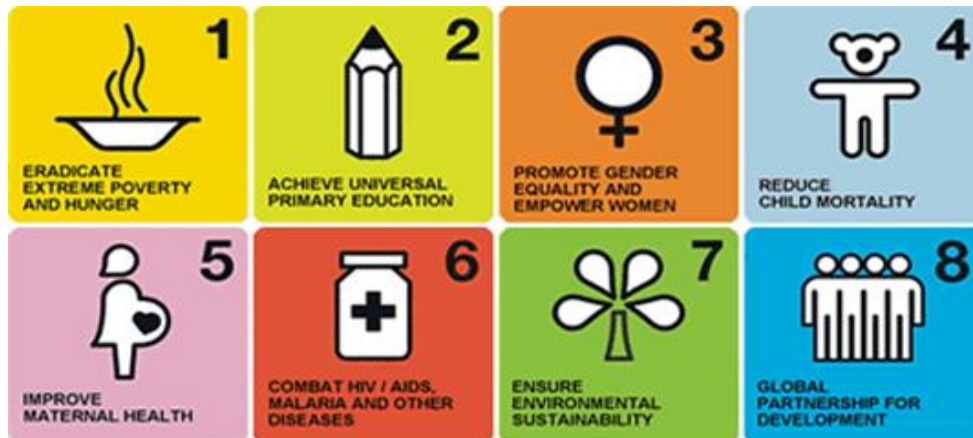 1
ERADICATE
EXTREME POVERTY
AND HUNGER
2
ACHIEVE UNIVERSAL
PRIMARY EDUCATION
3
PROMOTE GENDER
EQUALITY AND
EMPOWER WOMEN
4
REDUCE
CHILD MORTALITY
5
IMPROVE
MATERNAL HEALTH
6
COMBAT HIV / AIDS,
MALARIA AND OTHER
DISEASES
7
ENSURE
ENVIRONMENTAL
SUSTAINABILITY
8
GLOBAL
PARTNERSHIP FOR
DEVELOPMENT